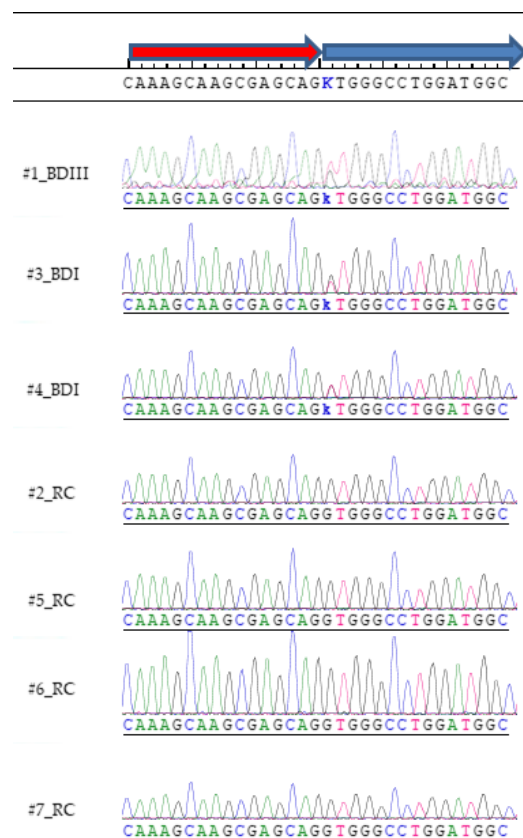 CAAAGCAAGCGAGCAGKTGGGCCTGGATGGC
#1_BDIII
CAAAGCAAGCGAGCAGkTGGGCCTGGATGGC
#3_BDI
CAAAGCAAGCGAGCAGkTGGGCCTGGATGGC
#4_BDI
CAAAGCAAGCGAGCAGkTGGGCCTGGATGGC
#2_RC
CAAAGCAAGCGAGCAGGTGGGCCTGGATGGC
#5_RC
CAAAGCAAGCGAGCAGGTGGGCCTGGATGGC
#6_RC
CAAAGCAAGCGAGCAGGTGGGCCTGGATGGC
#7_RC
CAAAGCAAGCGAGCAGGTGGGCCTGGATGGC